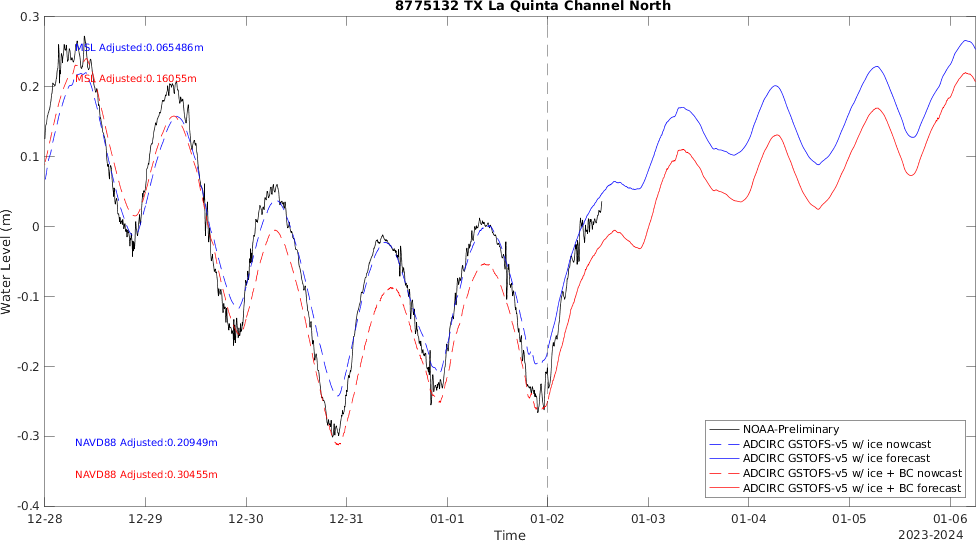 8775132 TX La Quinta Channel North
MSL Adjusted:0.065486m
MSL Adjusted:0.16055m
NAVD88 Adjusted:0.20949m
NAVD88 Adjusted:0.30455m
Water Level (m)
0.3
0.2
0.1
0
-0.1
-0.2
-0.3
-0.4
NOAA-Preliminary
ADCIRC GSTOFS-v5 w/ ice nowcast
ADCIRC GSTOFS-v5 w/ ice forecast
ADCIRC GSTOFS-v5 w/ ice + BC nowcast
ADCIRC GSTOFS-v5 w/ ice + BC forecast
12-28 12-29 12-30 12-31 01-01 01-02 01-03 01-04 01-05 01-06
Time
2023-2024